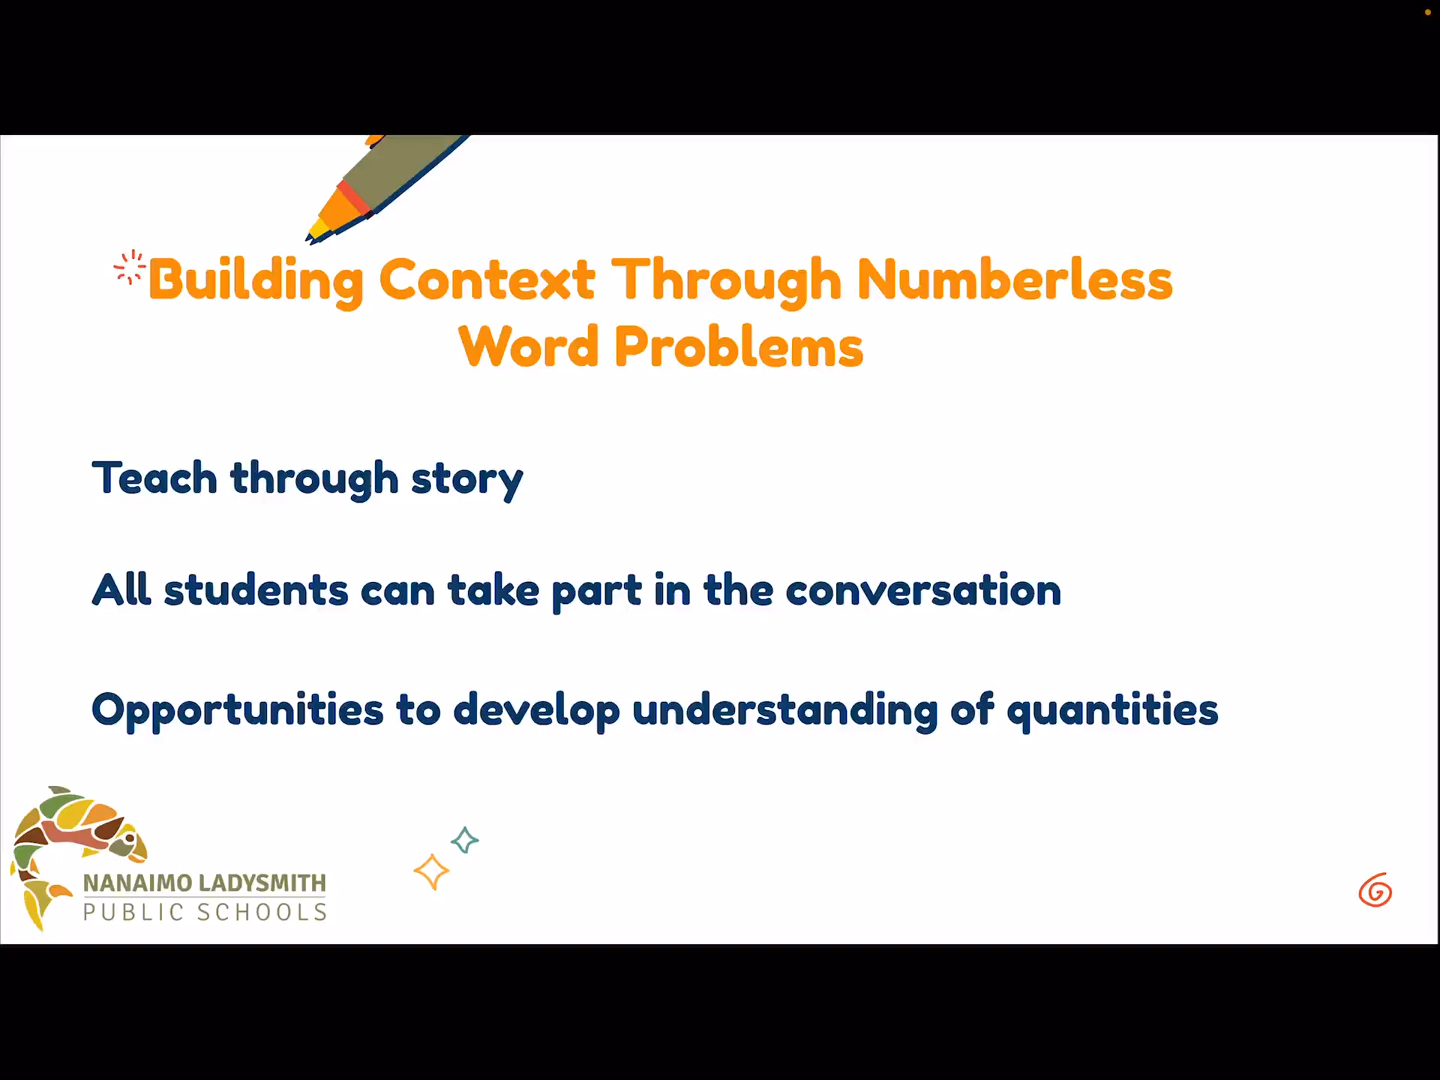 Building Context Through Numberless
Word Problems
Teach through story
All students can take part in the conversation
Opportunities to develop understanding of quantities
NANAIMO LADYSMITH
PUBLIC SCHOOLS